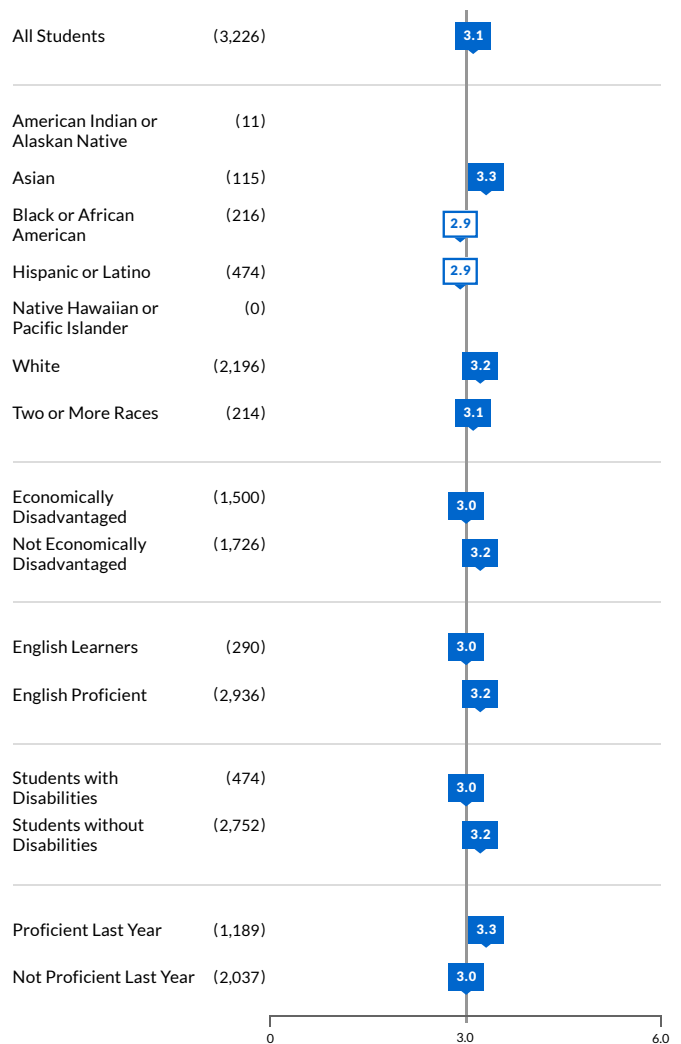 All Students (3,226) 3.1
American Indian or (11)
Alaskan Native
Asian (115) 3.3
Black or African (216) 2.9
American
Hispanic or Latino (474) 2.9
Native Hawaiian or (0)
Pacific Islander
White (2,196) 3.2
Two or More Races (214) 3.1
Economically (1,500) 3.0
Disadvantaged
Not Economically (1,726) 3.2
Disadvantaged
English Learners (290) 3.0
English Proficient (2,936) 3.2
Students with (474) 3.0
Disabilities
Students without (2,752) 3.2
Disabilities
Proficient Last Year (1,189) 3.3
Not Proficient Last Year (2,037) 3.0
0 3.0 6.0